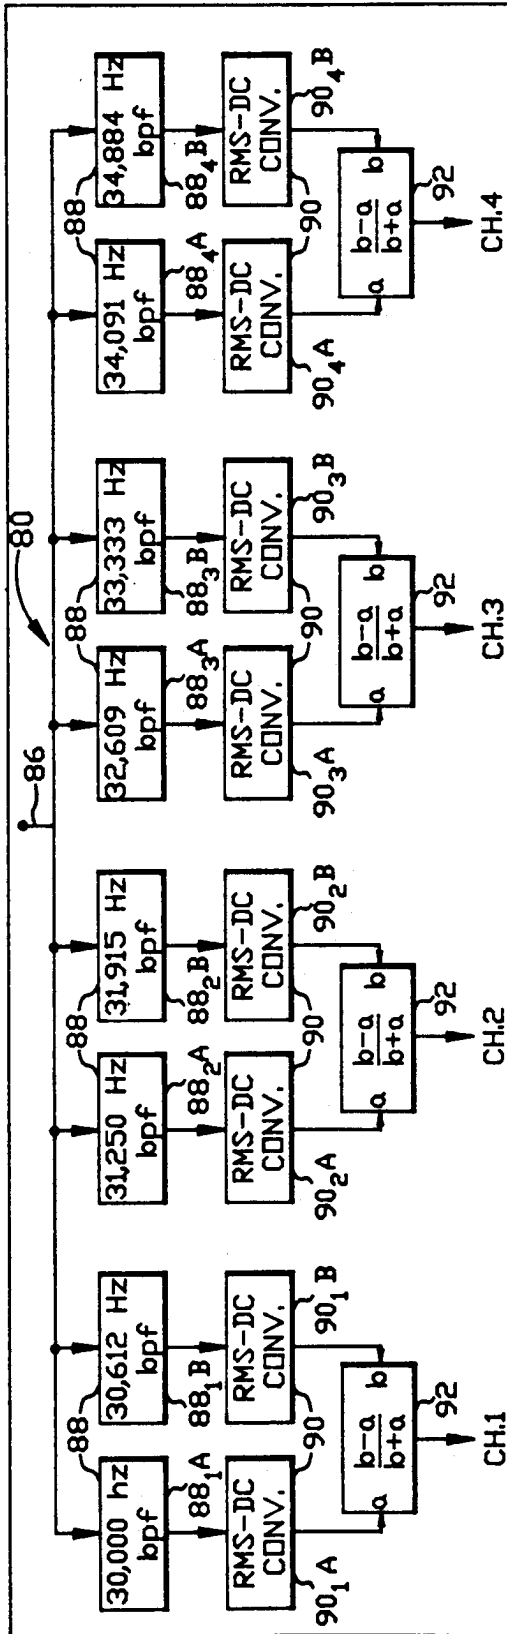 86
80
88
88
88
88
30,000 hz
bpf
30,612 Hz
bpf
31,250 Hz
bpf
31,915 Hz
bpf
32,609 Hz
bpf
33,333 Hz
bpf
34,091 Hz
bpf
34,884 Hz
bpf
88₁A
88₁B
88₂A
88₂B
88₃A
88₃B
88₄A
88₄B
RMS-DC
CONV.
RMS-DC
CONV.
RMS-DC
CONV.
RMS-DC
CONV.
RMS-DC
CONV.
RMS-DC
CONV.
RMS-DC
CONV.
RMS-DC
CONV.
90₁A
90
90₁B
90₂A
90
90₂B
90₃A
90
90₃B
90₄A
90
90₄B
a
b-a
b+a
b
a
b-a
b+a
b
a
b-a
b+a
b
a
b-a
b+a
b
92
92
92
92
CH.1
CH.2
CH.3
CH.4